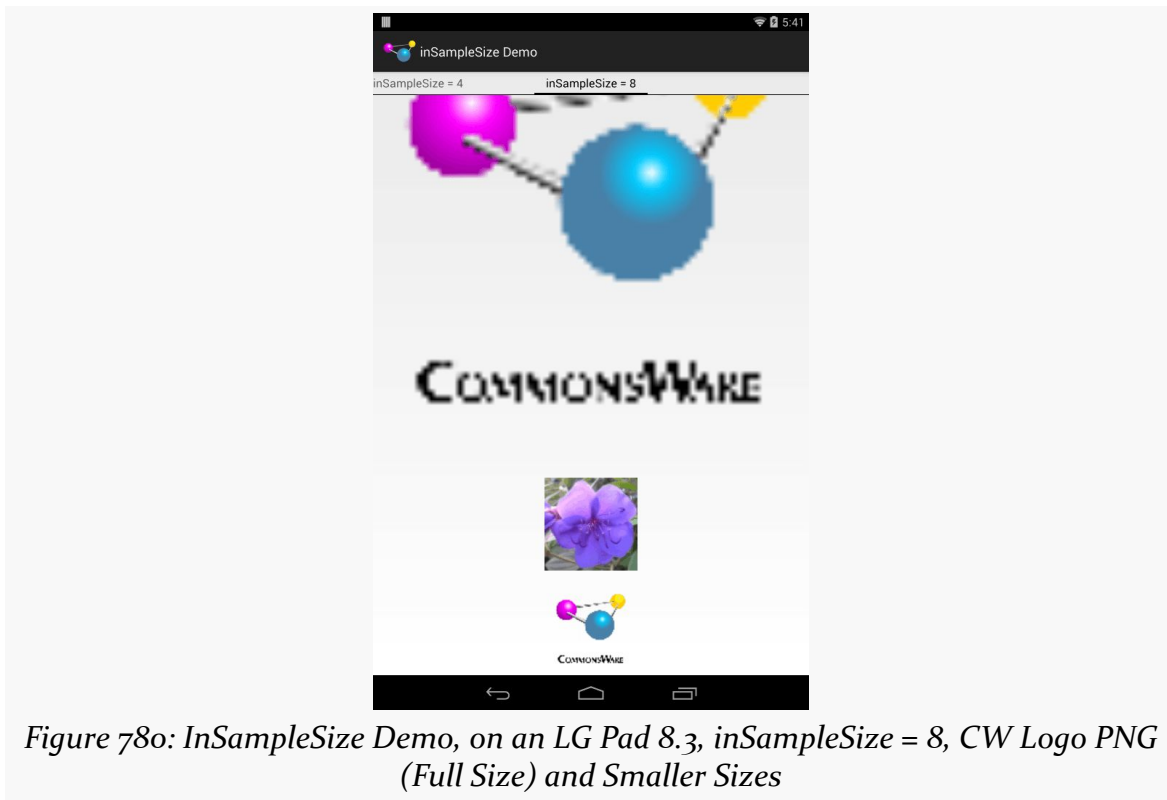 5:41
inSampleSize Demo
inSampleSize = 4 inSampleSize = 8
COMMONSWARE
COMMONSWARE
Figure 780: InSampleSize Demo, on an LG Pad 8.3, inSampleSize = 8, CW Logo PNG
(Full Size) and Smaller Sizes